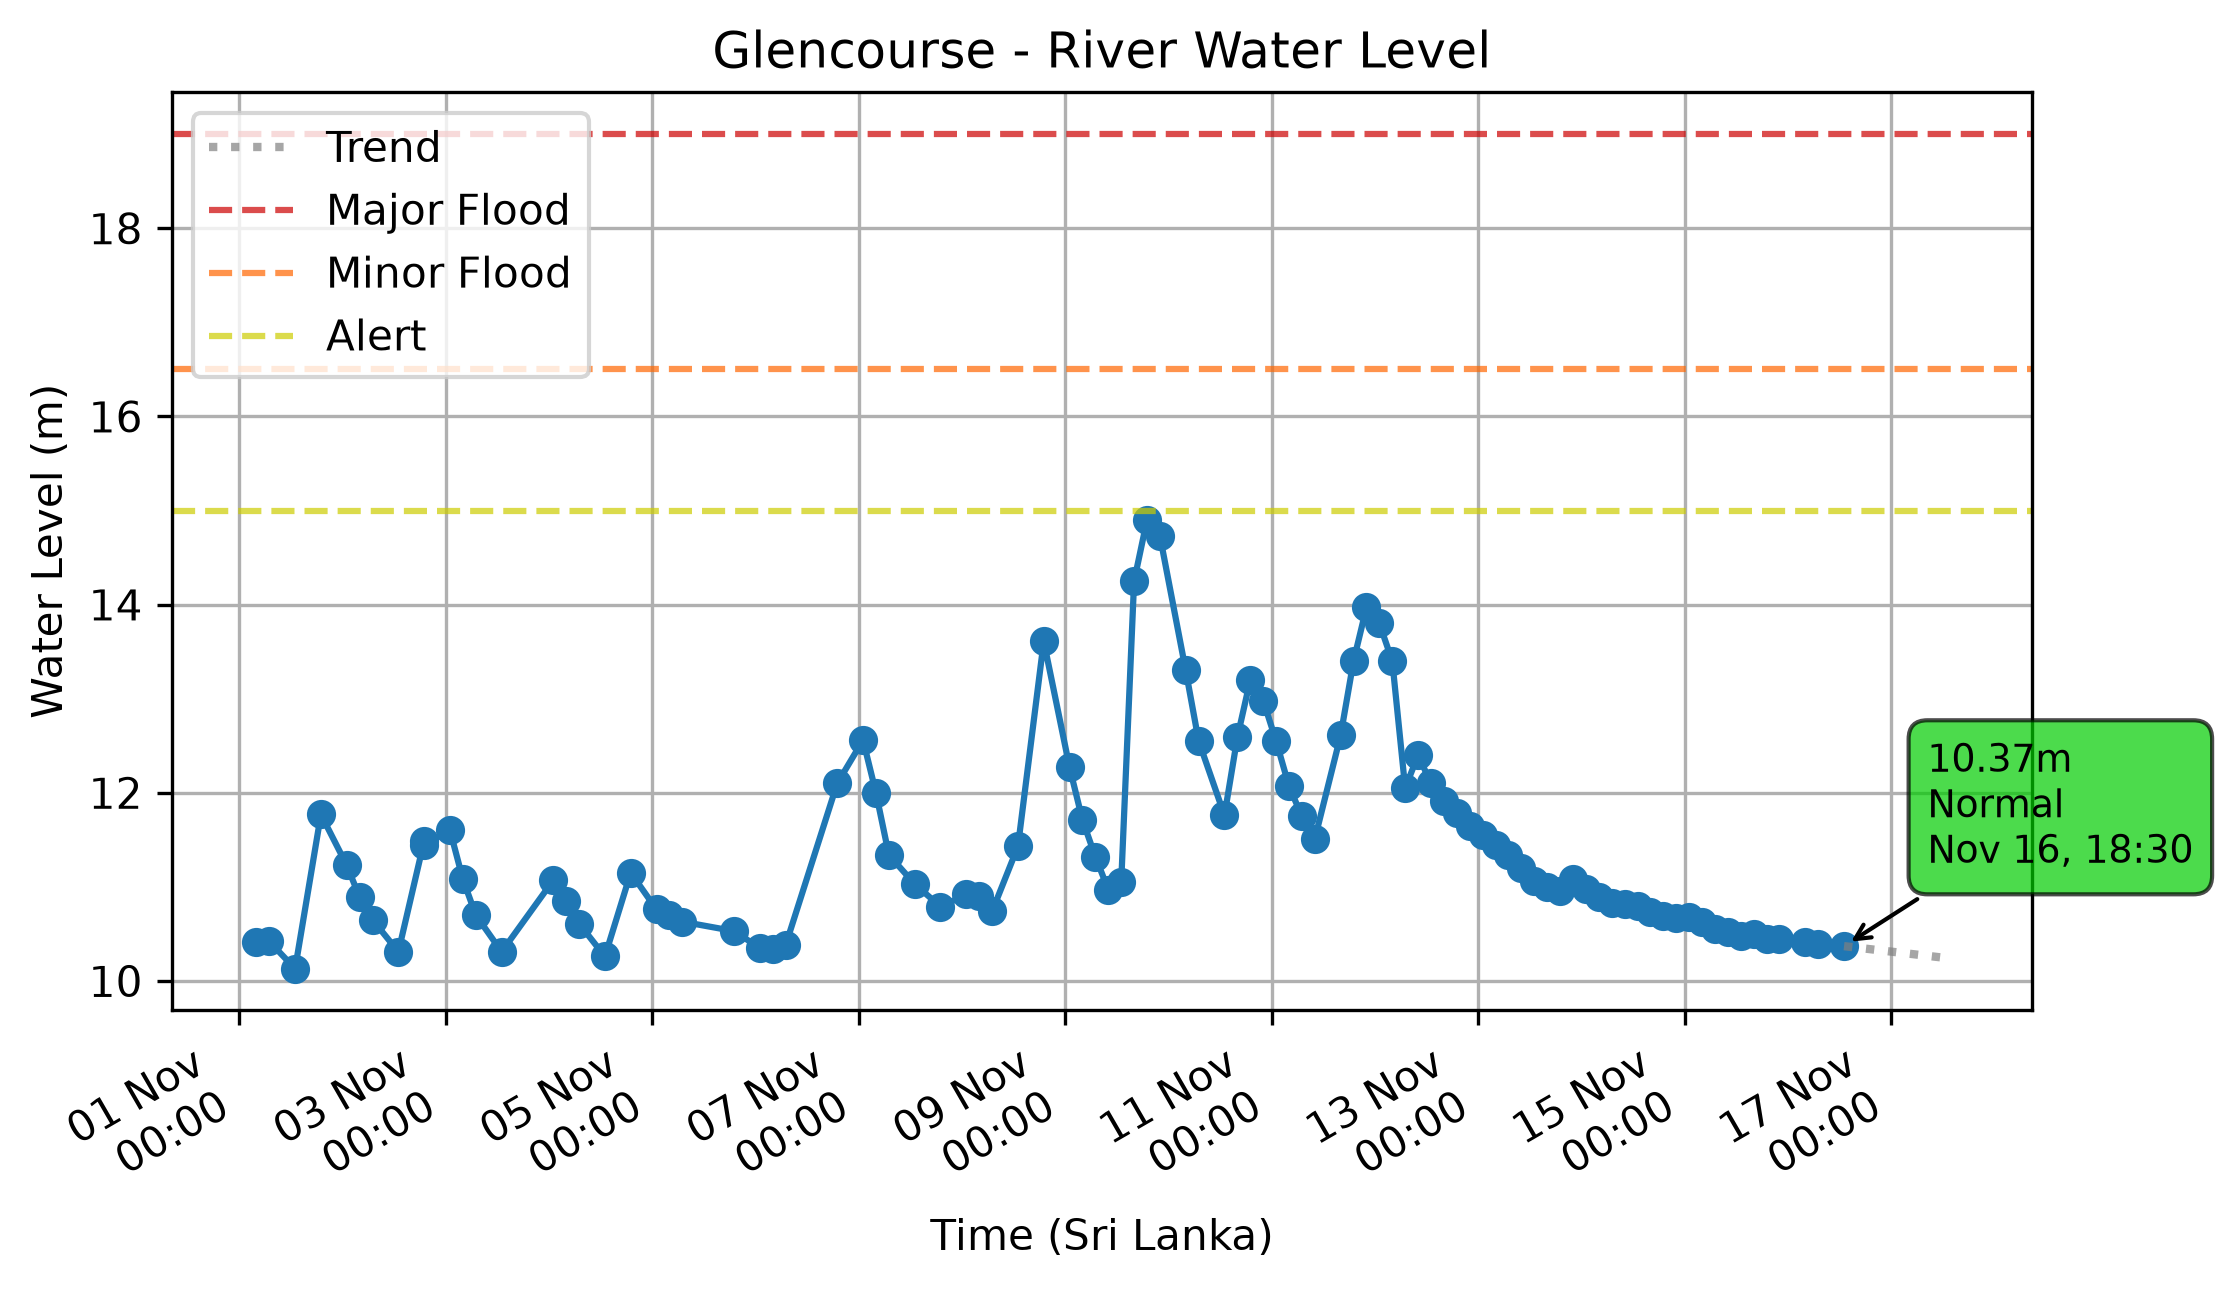 Glencourse - River Water Level
Trend
Major Flood
Minor Flood
Alert
Water Level (m)
18
16
14
12
10
10.37m
Normal
Nov 16, 18:30
01 Nov
00:00
03 Nov
00:00
05 Nov
00:00
07 Nov
00:00
09 Nov
00:00
11 Nov
00:00
13 Nov
00:00
15 Nov
00:00
17 Nov
00:00
Time (Sri Lanka)